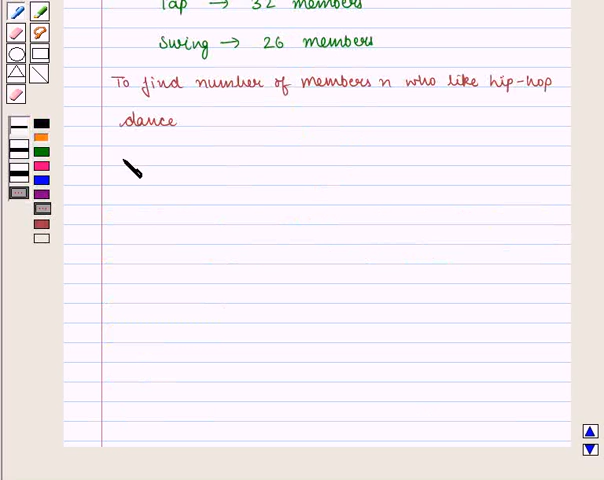 Tap → 32 members
Swing → 26 members
To find number of members n who like hip-hop
dance